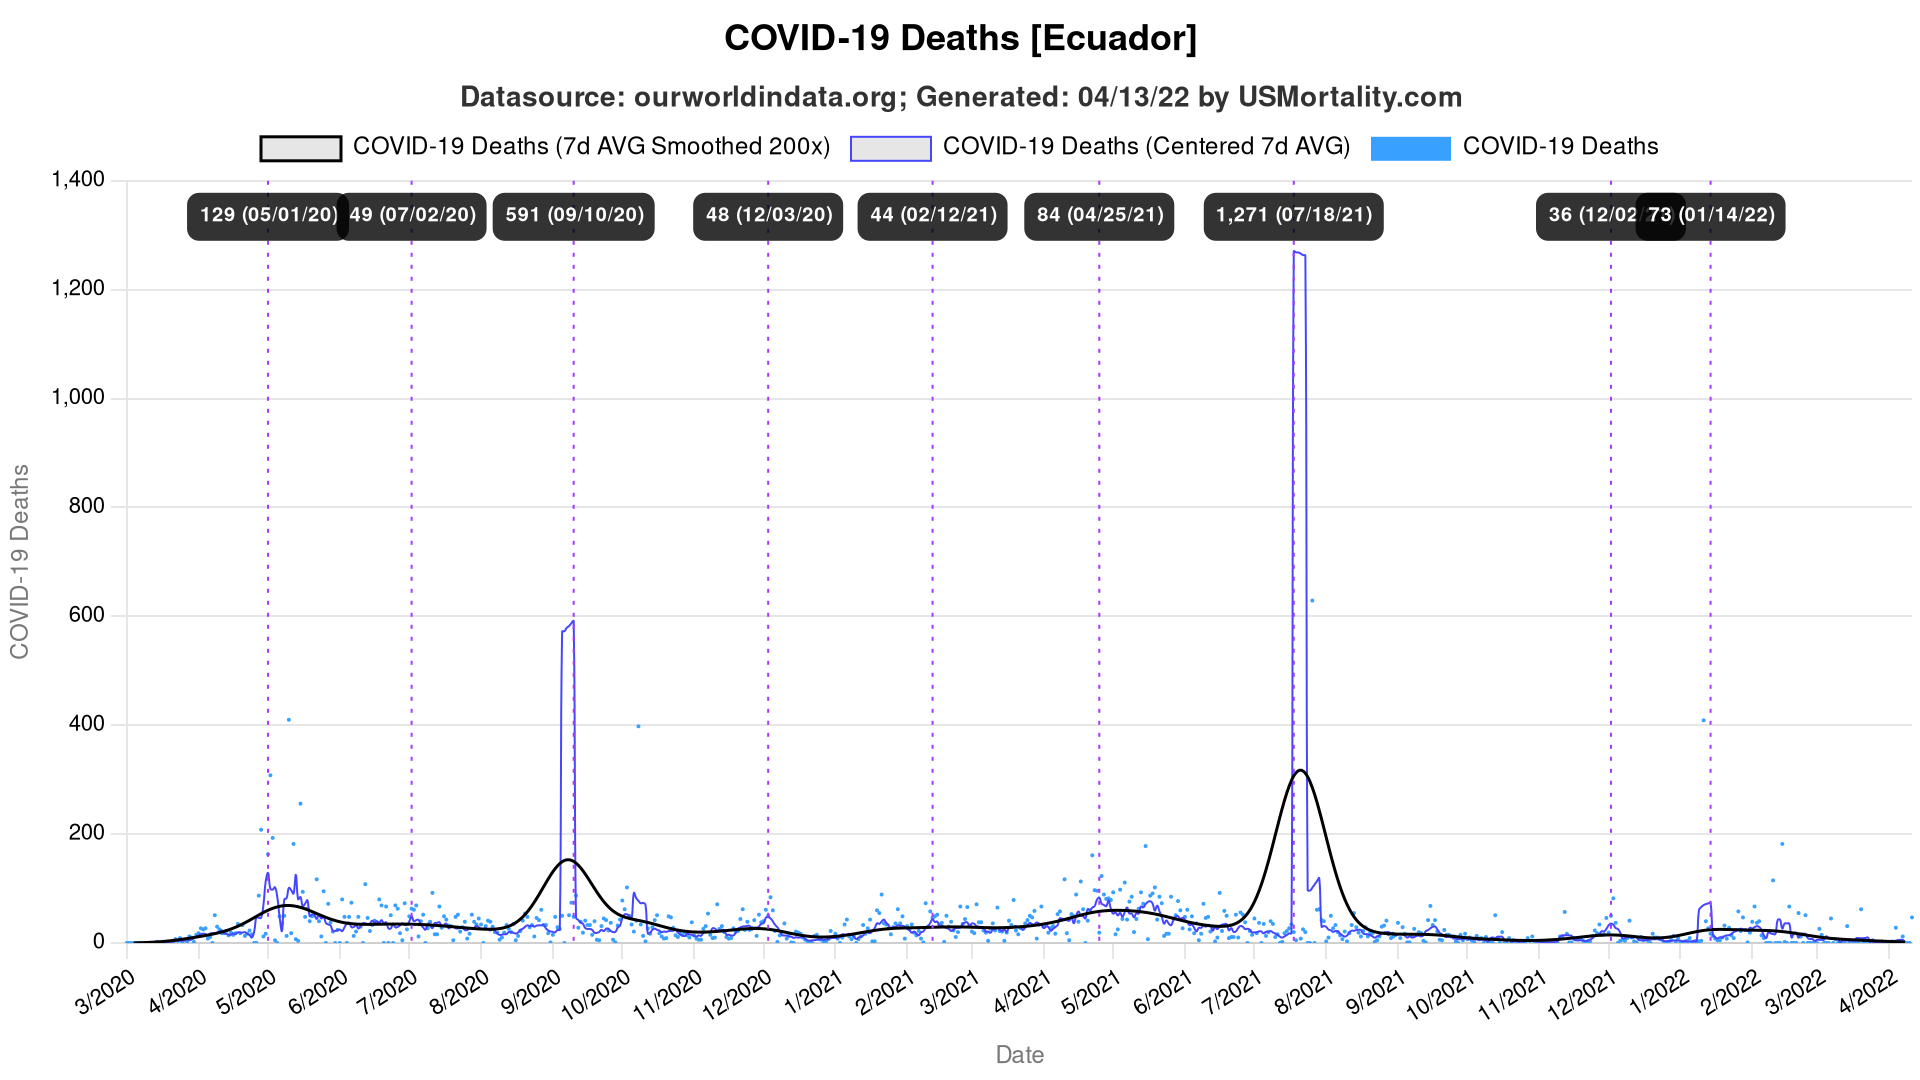 COVID-19 Deaths [Ecuador]
Datasource: ourworldindata.org; Generated: 04/13/22 by USMortality.com
COVID-19 Deaths (7d AVG Smoothed 200x) COVID-19 Deaths (Centered 7d AVG) COVID-19 Deaths
129 (05/01/20) 49 (07/02/20) 591 (09/10/20) 48 (12/03/20) 44 (02/12/21) 84 (04/25/21) 1,271 (07/18/21) 36 (12/02 73 (01/14/22)
1,400
1,200
1,000
800
600
400
200
0
COVID-19 Deaths
3/2020 4/2020 5/2020 6/2020 7/2020 8/2020 9/2020 10/2020 11/2020 12/2020 1/2021 2/2021 3/2021 4/2021 5/2021 6/2021 7/2021 8/2021 9/2021 10/2021 11/2021 12/2021 1/2022 2/2022 3/2022 4/2022
Date